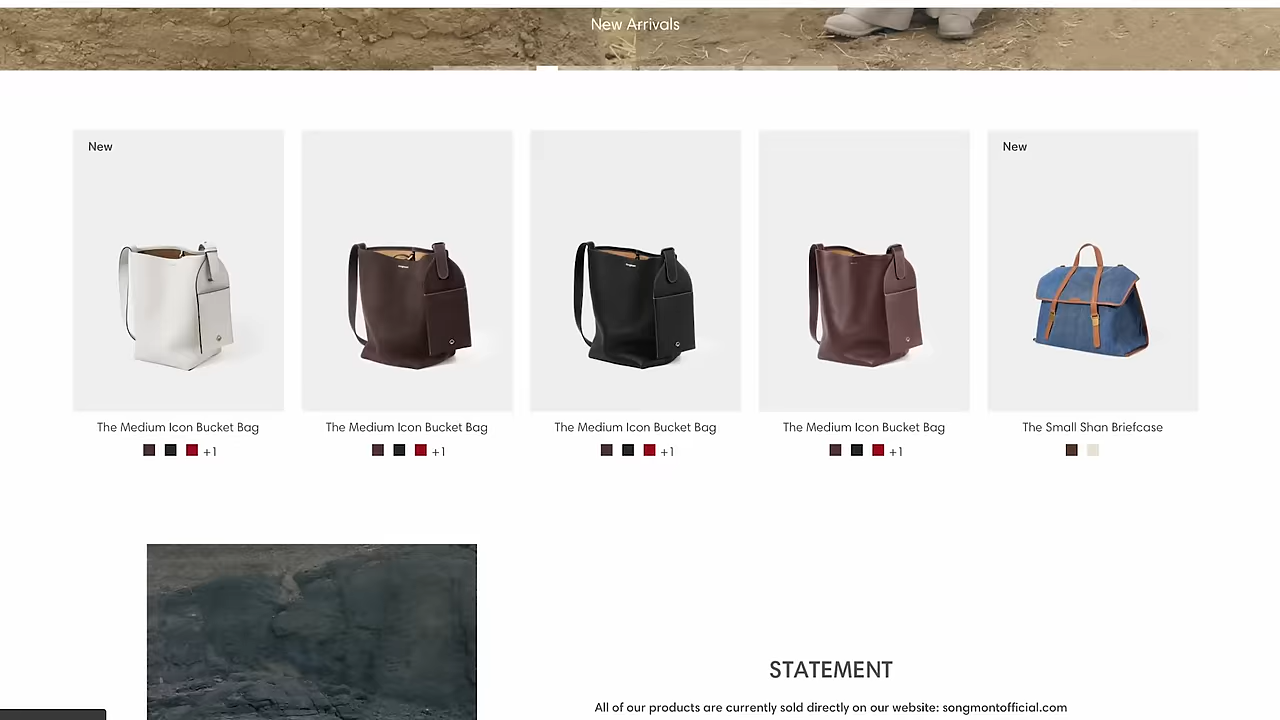 New Arrivals
New
New
The Medium Icon Bucket Bag
The Medium Icon Bucket Bag
The Medium Icon Bucket Bag
The Medium Icon Bucket Bag
The Small Shan Briefcase
+1
+1
+1
+1
STATEMENT
All of our products are currently sold directly on our website: songmontofficial.com